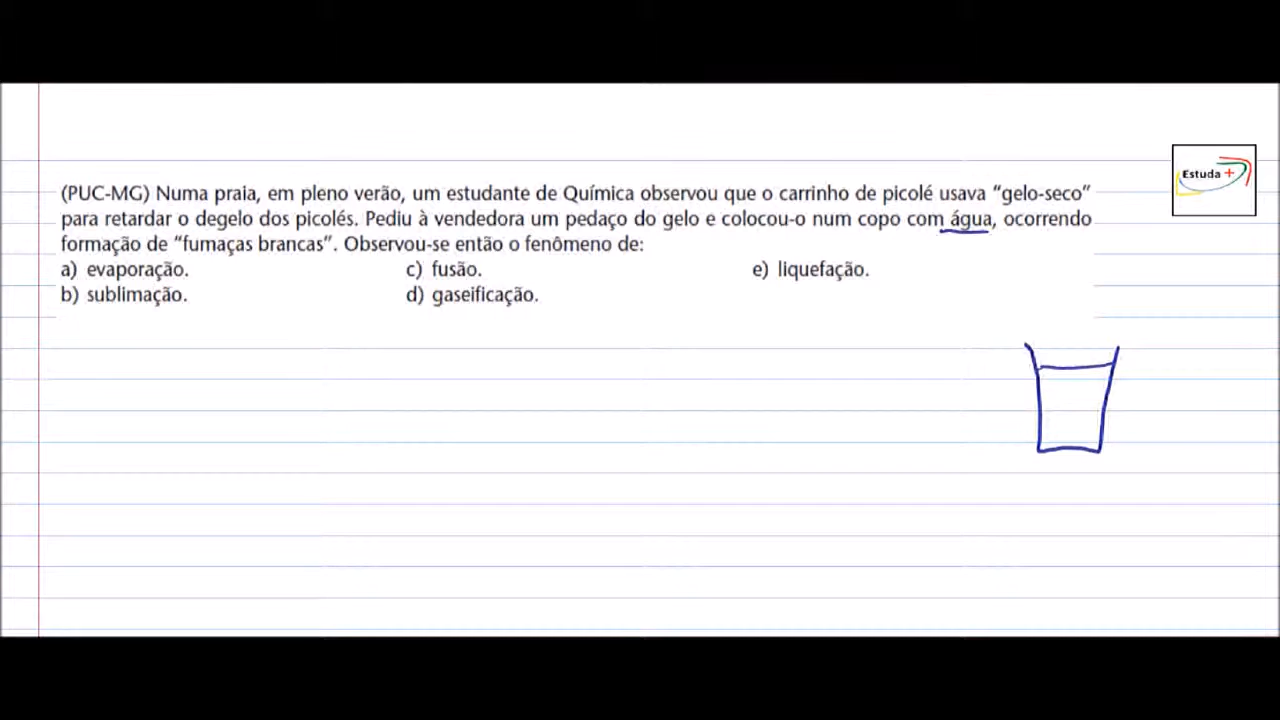 Estuda +
(PUC-MG) Numa praia, em pleno verão, um estudante de Química observou que o carrinho de picolé usava “gelo-seco”
para retardar o degelo dos picolés. Pediu à vendedora um pedaço do gelo e colocou-o num copo com água, ocorrendo
formação de “fumaças brancas”. Observou-se então o fenômeno de:
a) evaporação. c) fusão. e) liquefação.
b) sublimação. d) gaseificação.